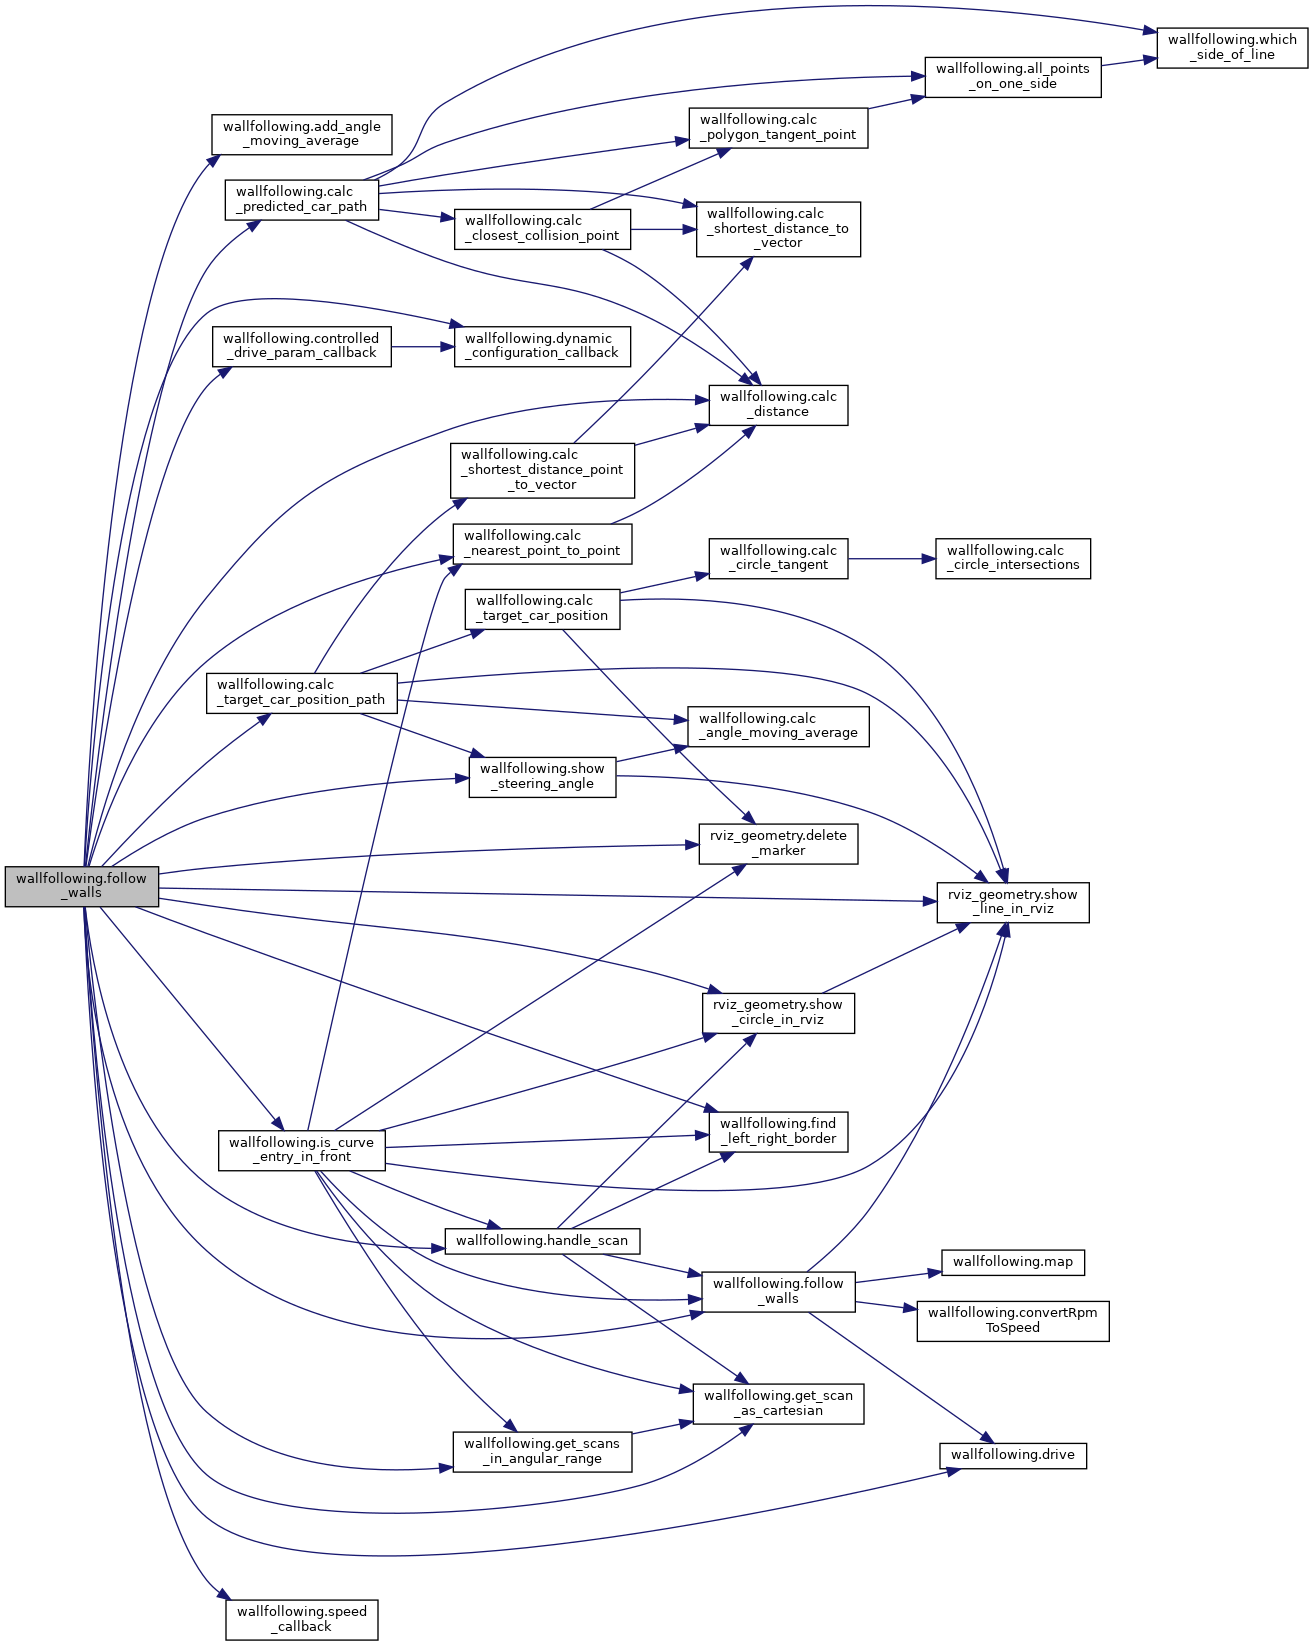 wallfollowing.which
_side_of_line
wallfollowing.all_points
_on_one_side
wallfollowing.add_angle
_moving_average
wallfollowing.calc
_polygon_tangent_point
wallfollowing.calc
_predicted_car_path
wallfollowing.calc
_closest_collision_point
wallfollowing.calc
_shortest_distance_to
_vector
wallfollowing.controlled
_drive_param_callback
wallfollowing.dynamic
_configuration_callback
wallfollowing.calc
_distance
wallfollowing.calc
_shortest_distance_point
_to_vector
wallfollowing.calc
_nearest_point_to_point
wallfollowing.calc
_circle_tangent
wallfollowing.calc
_circle_intersections
wallfollowing.calc
_target_car_position
wallfollowing.calc
_target_car_position_path
wallfollowing.calc
_angle_moving_average
wallfollowing.show
_steering_angle
rviz_geometry.delete
_marker
wallfollowing.follow
_walls
rviz_geometry.show
_line_in_rviz
rviz_geometry.show
_circle_in_rviz
wallfollowing.find
_left_right_border
wallfollowing.is_curve
_entry_in_front
wallfollowing.handle_scan
wallfollowing.map
wallfollowing.follow
_walls
wallfollowing.convertRpm
ToSpeed
wallfollowing.get_scan
_as_cartesian
wallfollowing.get_scans
_in_angular_range
wallfollowing.drive
wallfollowing.speed
_callback